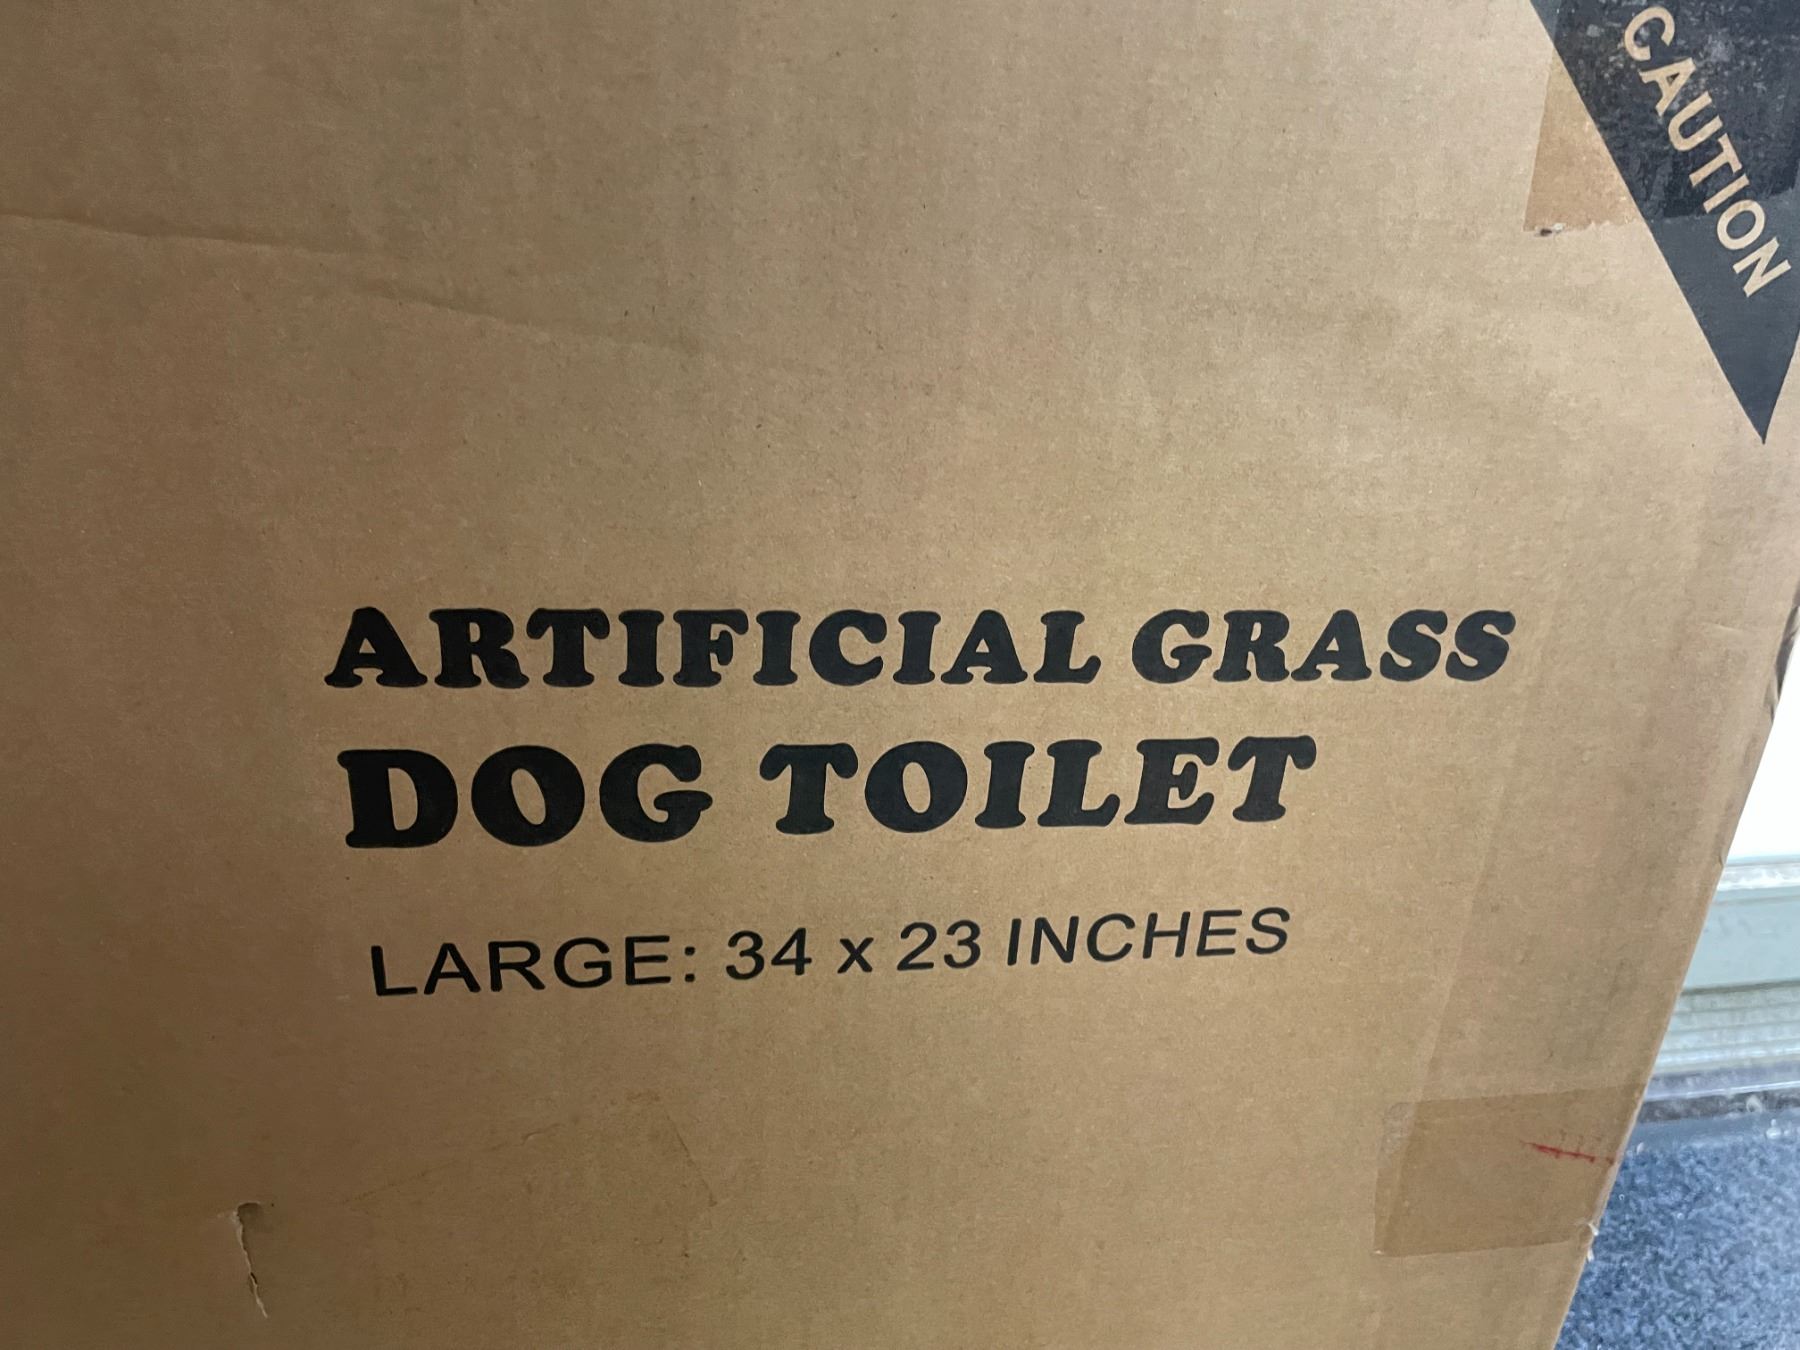 CAUTION
ARTIFICIAL GRASS
DOG TOILET
LARGE: 34 x 23 INCHES